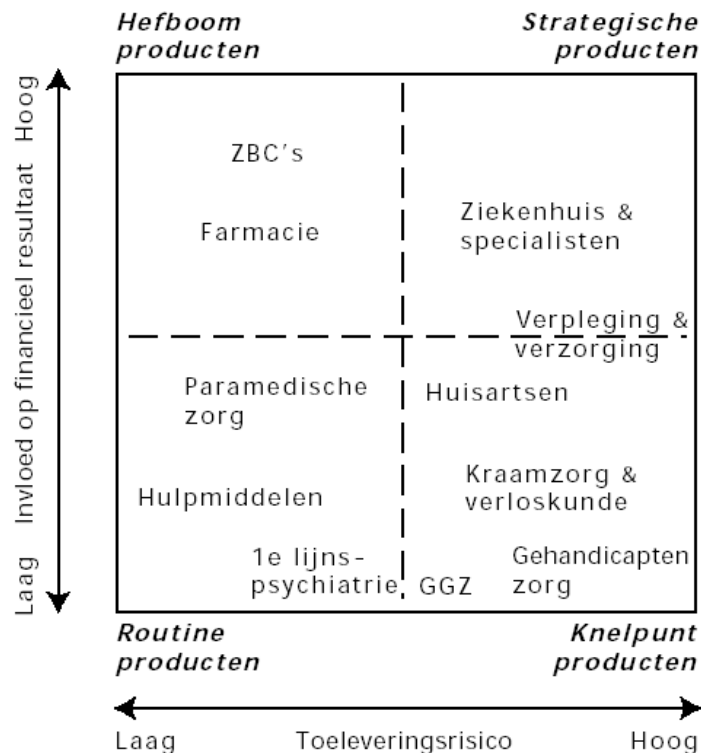 Hefboom
producten
Strategische
producten
Laag Invloed op financieel resultaat Hoog
ZBC's
Farmacie
Ziekenhuis &
specialisten
Verpleging &
verzorging
Paramedische
zorg
Huisartsen
Hulpmiddelen
Kraamzorg &
verloskunde
1e lijns-
psychiatrie
GGZ
Gehandicapten
zorg
Routine
producten
Knelpunt
producten
Laag Toeleveringsrisico Hoog